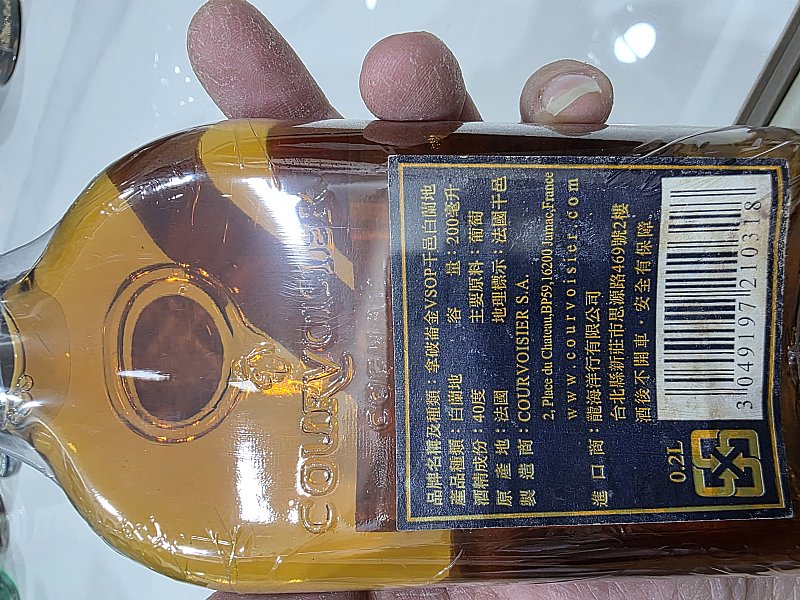 COURVOISIER
品牌名稱及種類：拿破崙金VSOP干邑白蘭地
產品種類：白蘭地 容 量：200毫升
酒精成份：40度 主要原料：葡萄
原 產 地：法國 地理標示：法國干邑
製 造 商：COURVOISIER S.A.
2, Place du Chateau,BP59,16200 Jarnac,France
www.courvoisier.com
進 口 商：龍海洋行有限公司
台北縣新莊市思源路469號2樓
酒後不開車，安全有保障
0.2L
3 049197 210318